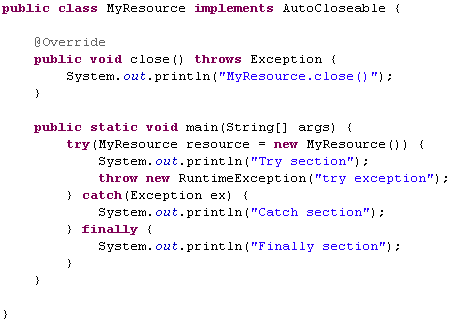 public class MyResource implements AutoCloseable {
@Override
public void close() throws Exception {
System.out.println("MyResource.close()");
}
public static void main(String[] args) {
try(MyResource resource = new MyResource()) {
System.out.println("Try section");
throw new RuntimeException("try exception");
} catch(Exception ex) {
System.out.println("Catch section");
} finally {
System.out.println("Finally section");
}
}
}